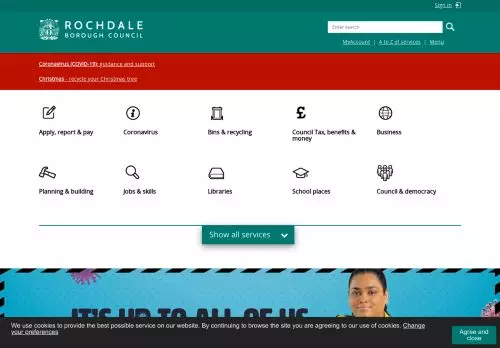 Sign in
ROCHDALE
BOROUGH COUNCIL
Enter search
MyAccount | A to Z of services | Menu
Coronavirus (COVID-19): guidance and support
Christmas - recycle your Christmas tree
Apply, report & pay
Coronavirus
Bins & recycling
Council Tax, benefits &
money
Business
Planning & building
Jobs & skills
Libraries
School places
Council & democracy
Show all services
IT'S UP TO ALL OF US
We use cookies to provide the best possible service on our website. By continuing to browse the site you are agreeing to our use of cookies. Change
your preferences
Agree and
close